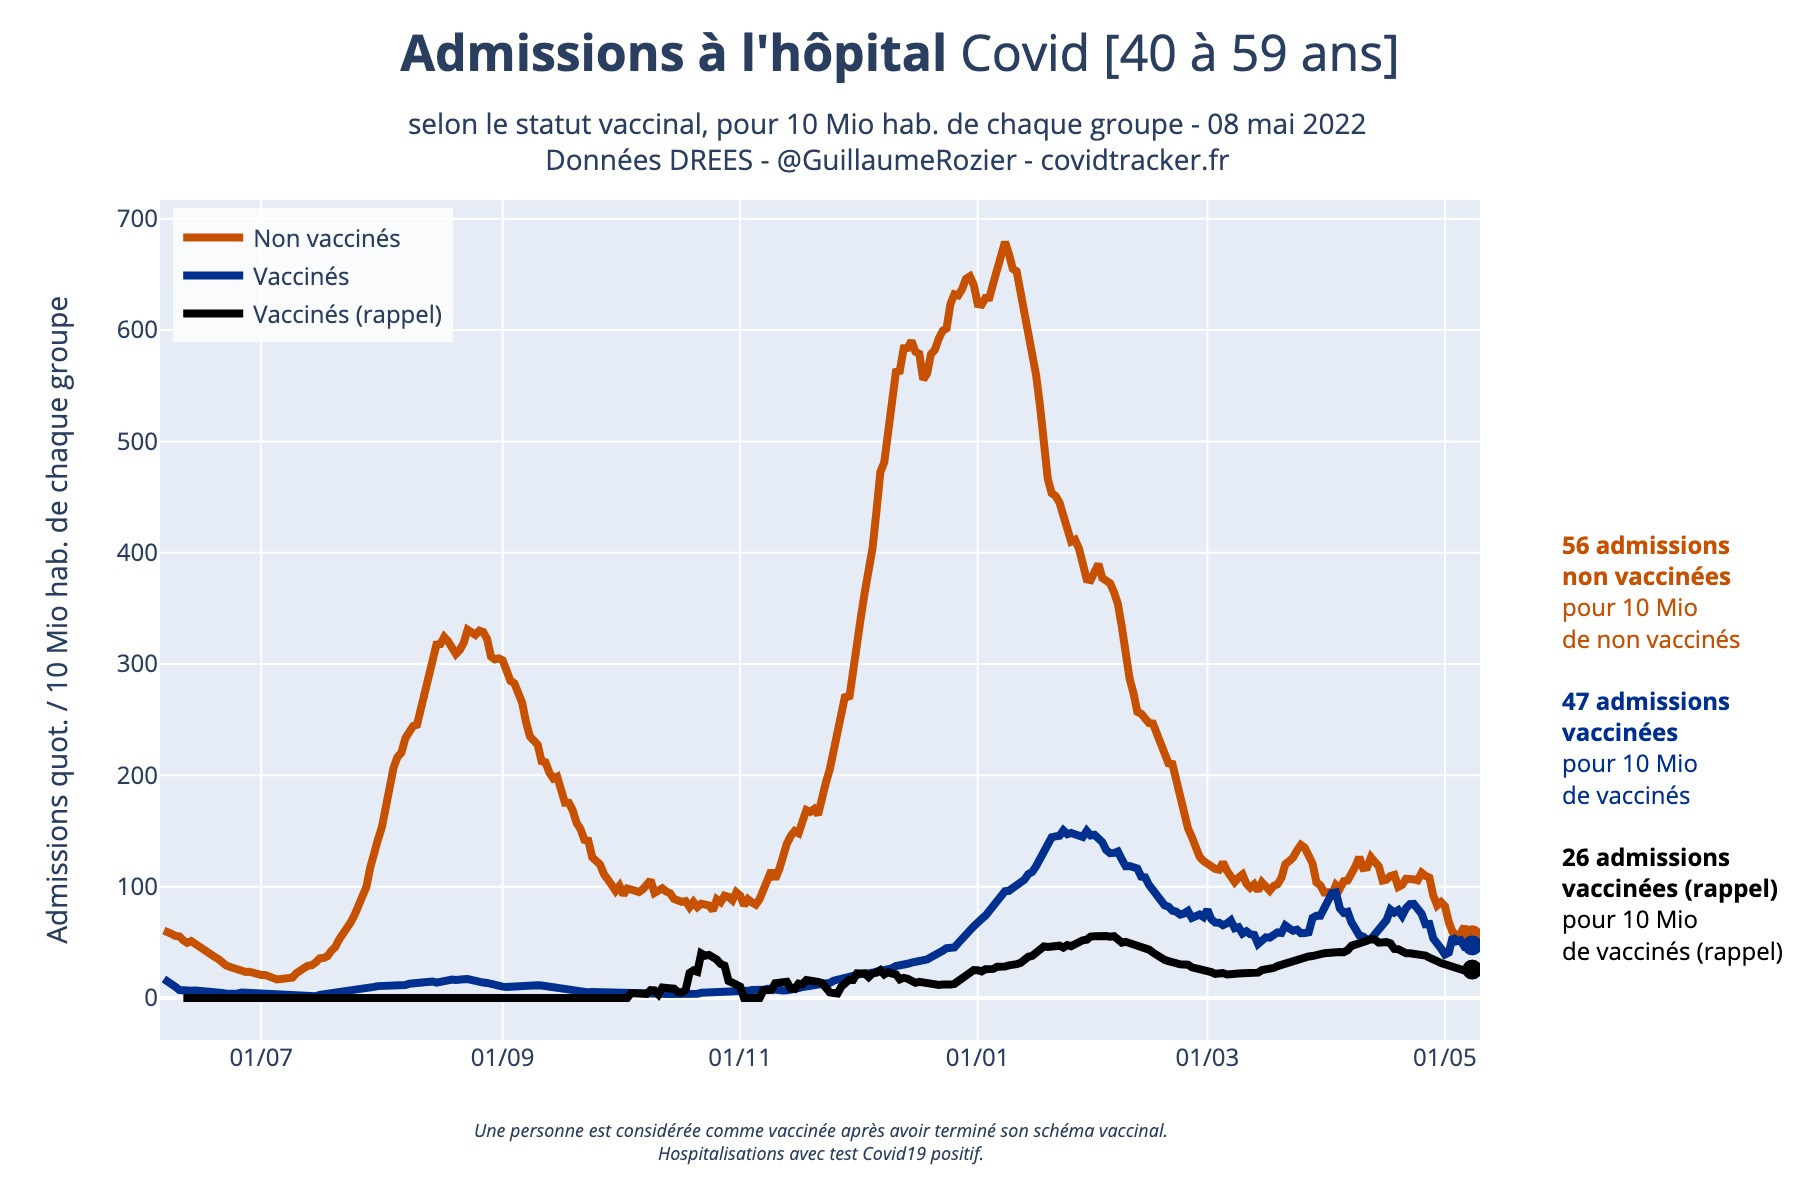 Admissions à l'hôpital Covid [40 à 59 ans]
selon le statut vaccinal, pour 10 Mio hab. de chaque groupe - 08 mai 2022
Données DREES - @GuillaumeRozier - covidtracker.fr
Admissions quot. / 10 Mio hab. de chaque groupe
700
600
500
400
300
200
100
0
Non vaccinés
Vaccinés
Vaccinés (rappel)
01/07
01/09
01/11
01/01
01/03
01/05
56 admissions
non vaccinées
pour 10 Mio
de non vaccinés
47 admissions
vaccinées
pour 10 Mio
de vaccinés
26 admissions
vaccinées (rappel)
pour 10 Mio
de vaccinés (rappel)
Une personne est considérée comme vaccinée après avoir terminé son schéma vaccinal.
Hospitalisations avec test Covid19 positif.